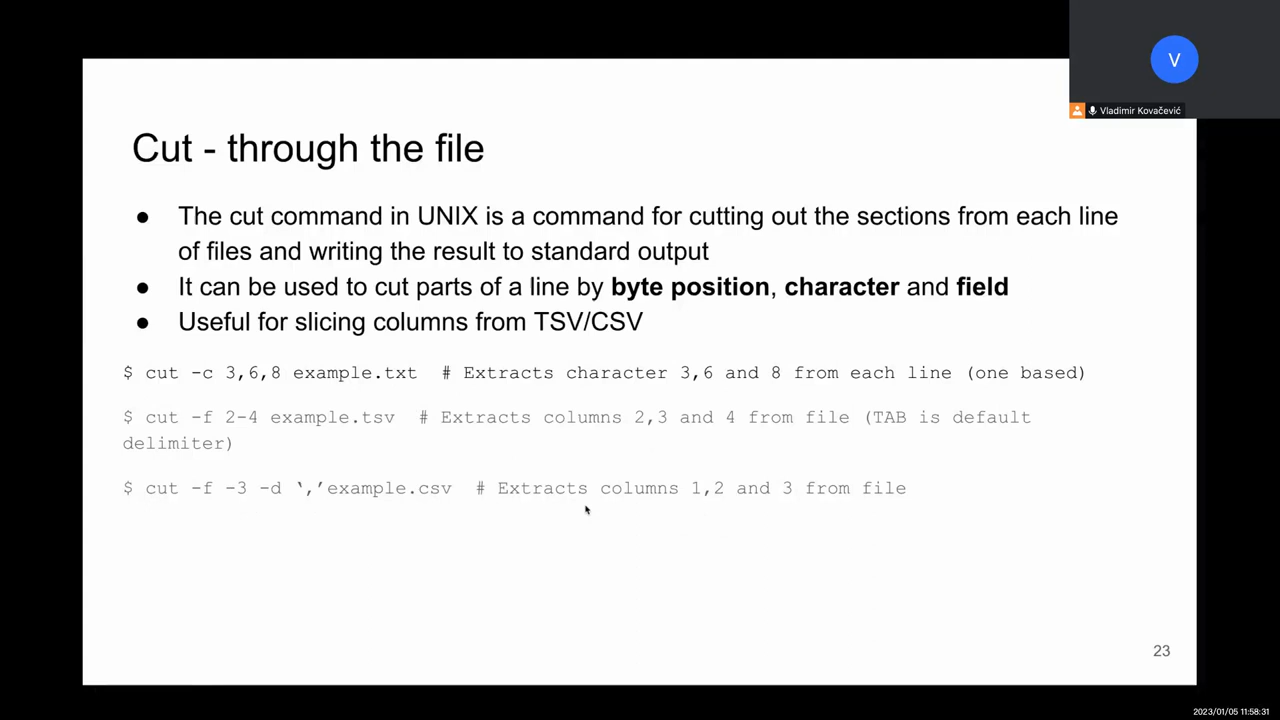 V
Vladimir Kovačević
Cut - through the file
● The cut command in UNIX is a command for cutting out the sections from each line
of files and writing the result to standard output
● It can be used to cut parts of a line by byte position, character and field
● Useful for slicing columns from TSV/CSV
$ cut -c 3,6,8 example.txt # Extracts character 3,6 and 8 from each line (one based)
$ cut -f 2-4 example.tsv # Extracts columns 2,3 and 4 from file (TAB is default
delimiter)
$ cut -f -3 -d ‘,’example.csv # Extracts columns 1,2 and 3 from file
23
2023/01/05 11:58:31